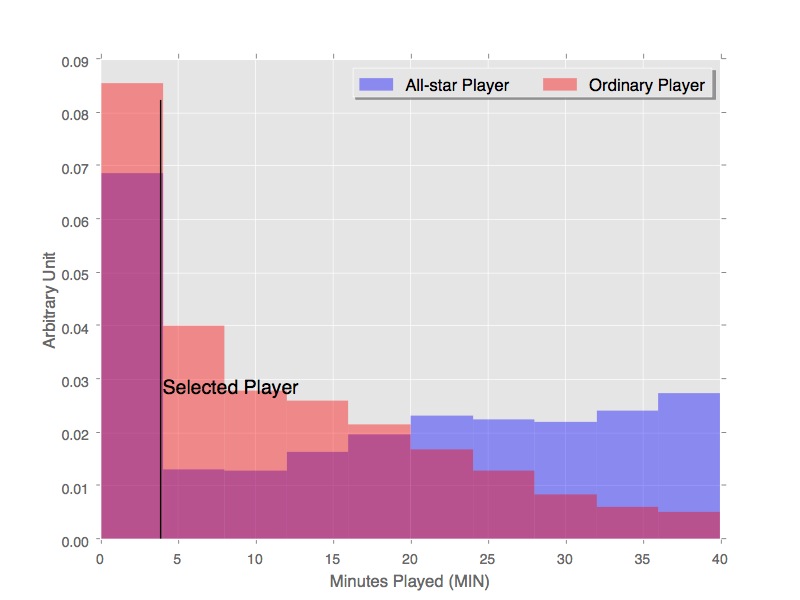 All-star Player Ordinary Player
0.09
0.08
0.07
0.06
0.05
0.04
0.03
0.02
0.01
0.00
Arbitrary Unit
Selected Player
0 5 10 15 20 25 30 35 40
Minutes Played (MIN)